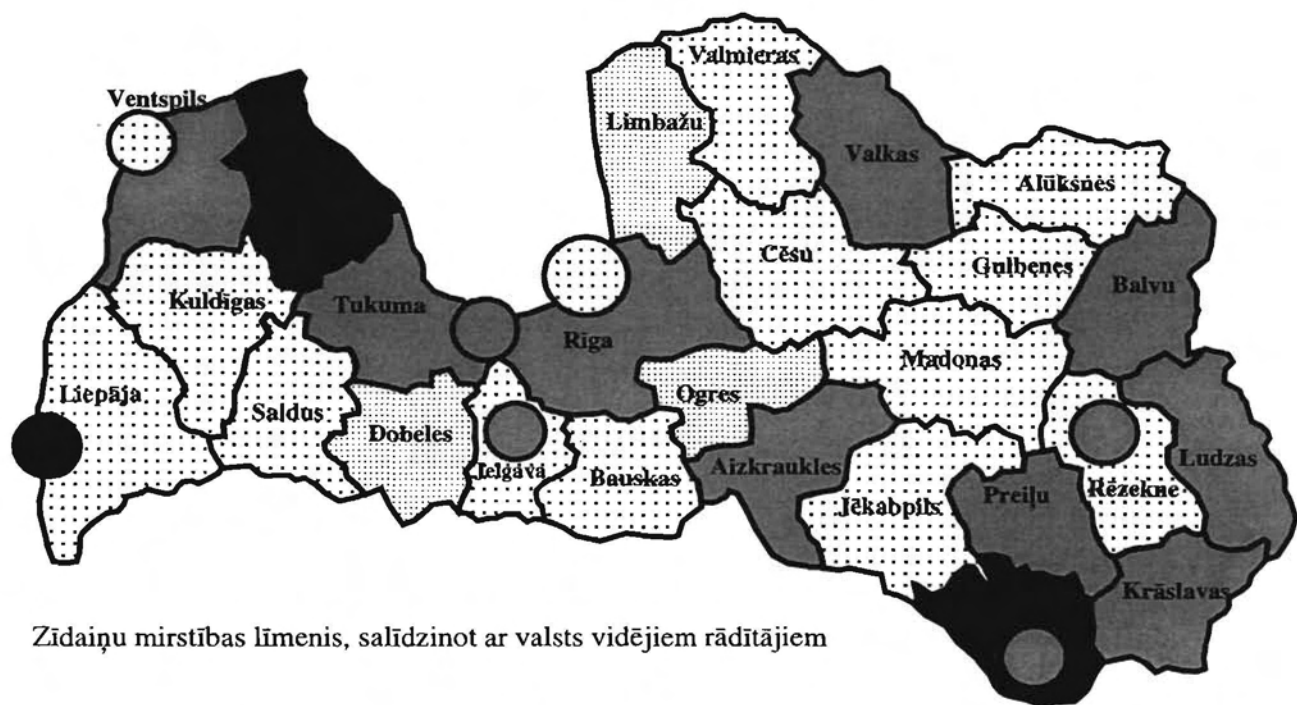 Valmieras
Ventspils
Limbažu
Valkas
Alūksnes
Cēsu
Gulbenes
Balvu
Kuldīgas
Tukuma
Rīga
Madonas
Liepāja
Saldus
Ogres
Dobeles
Jelgava
Bauskas
Aizkraukles
Ludzas
Jēkabpils
Preiļu
Rēzekne
Krāslavas
Zīdaiņu mirstības līmenis, salīdzinot ar valsts vidējiem rādītājiem